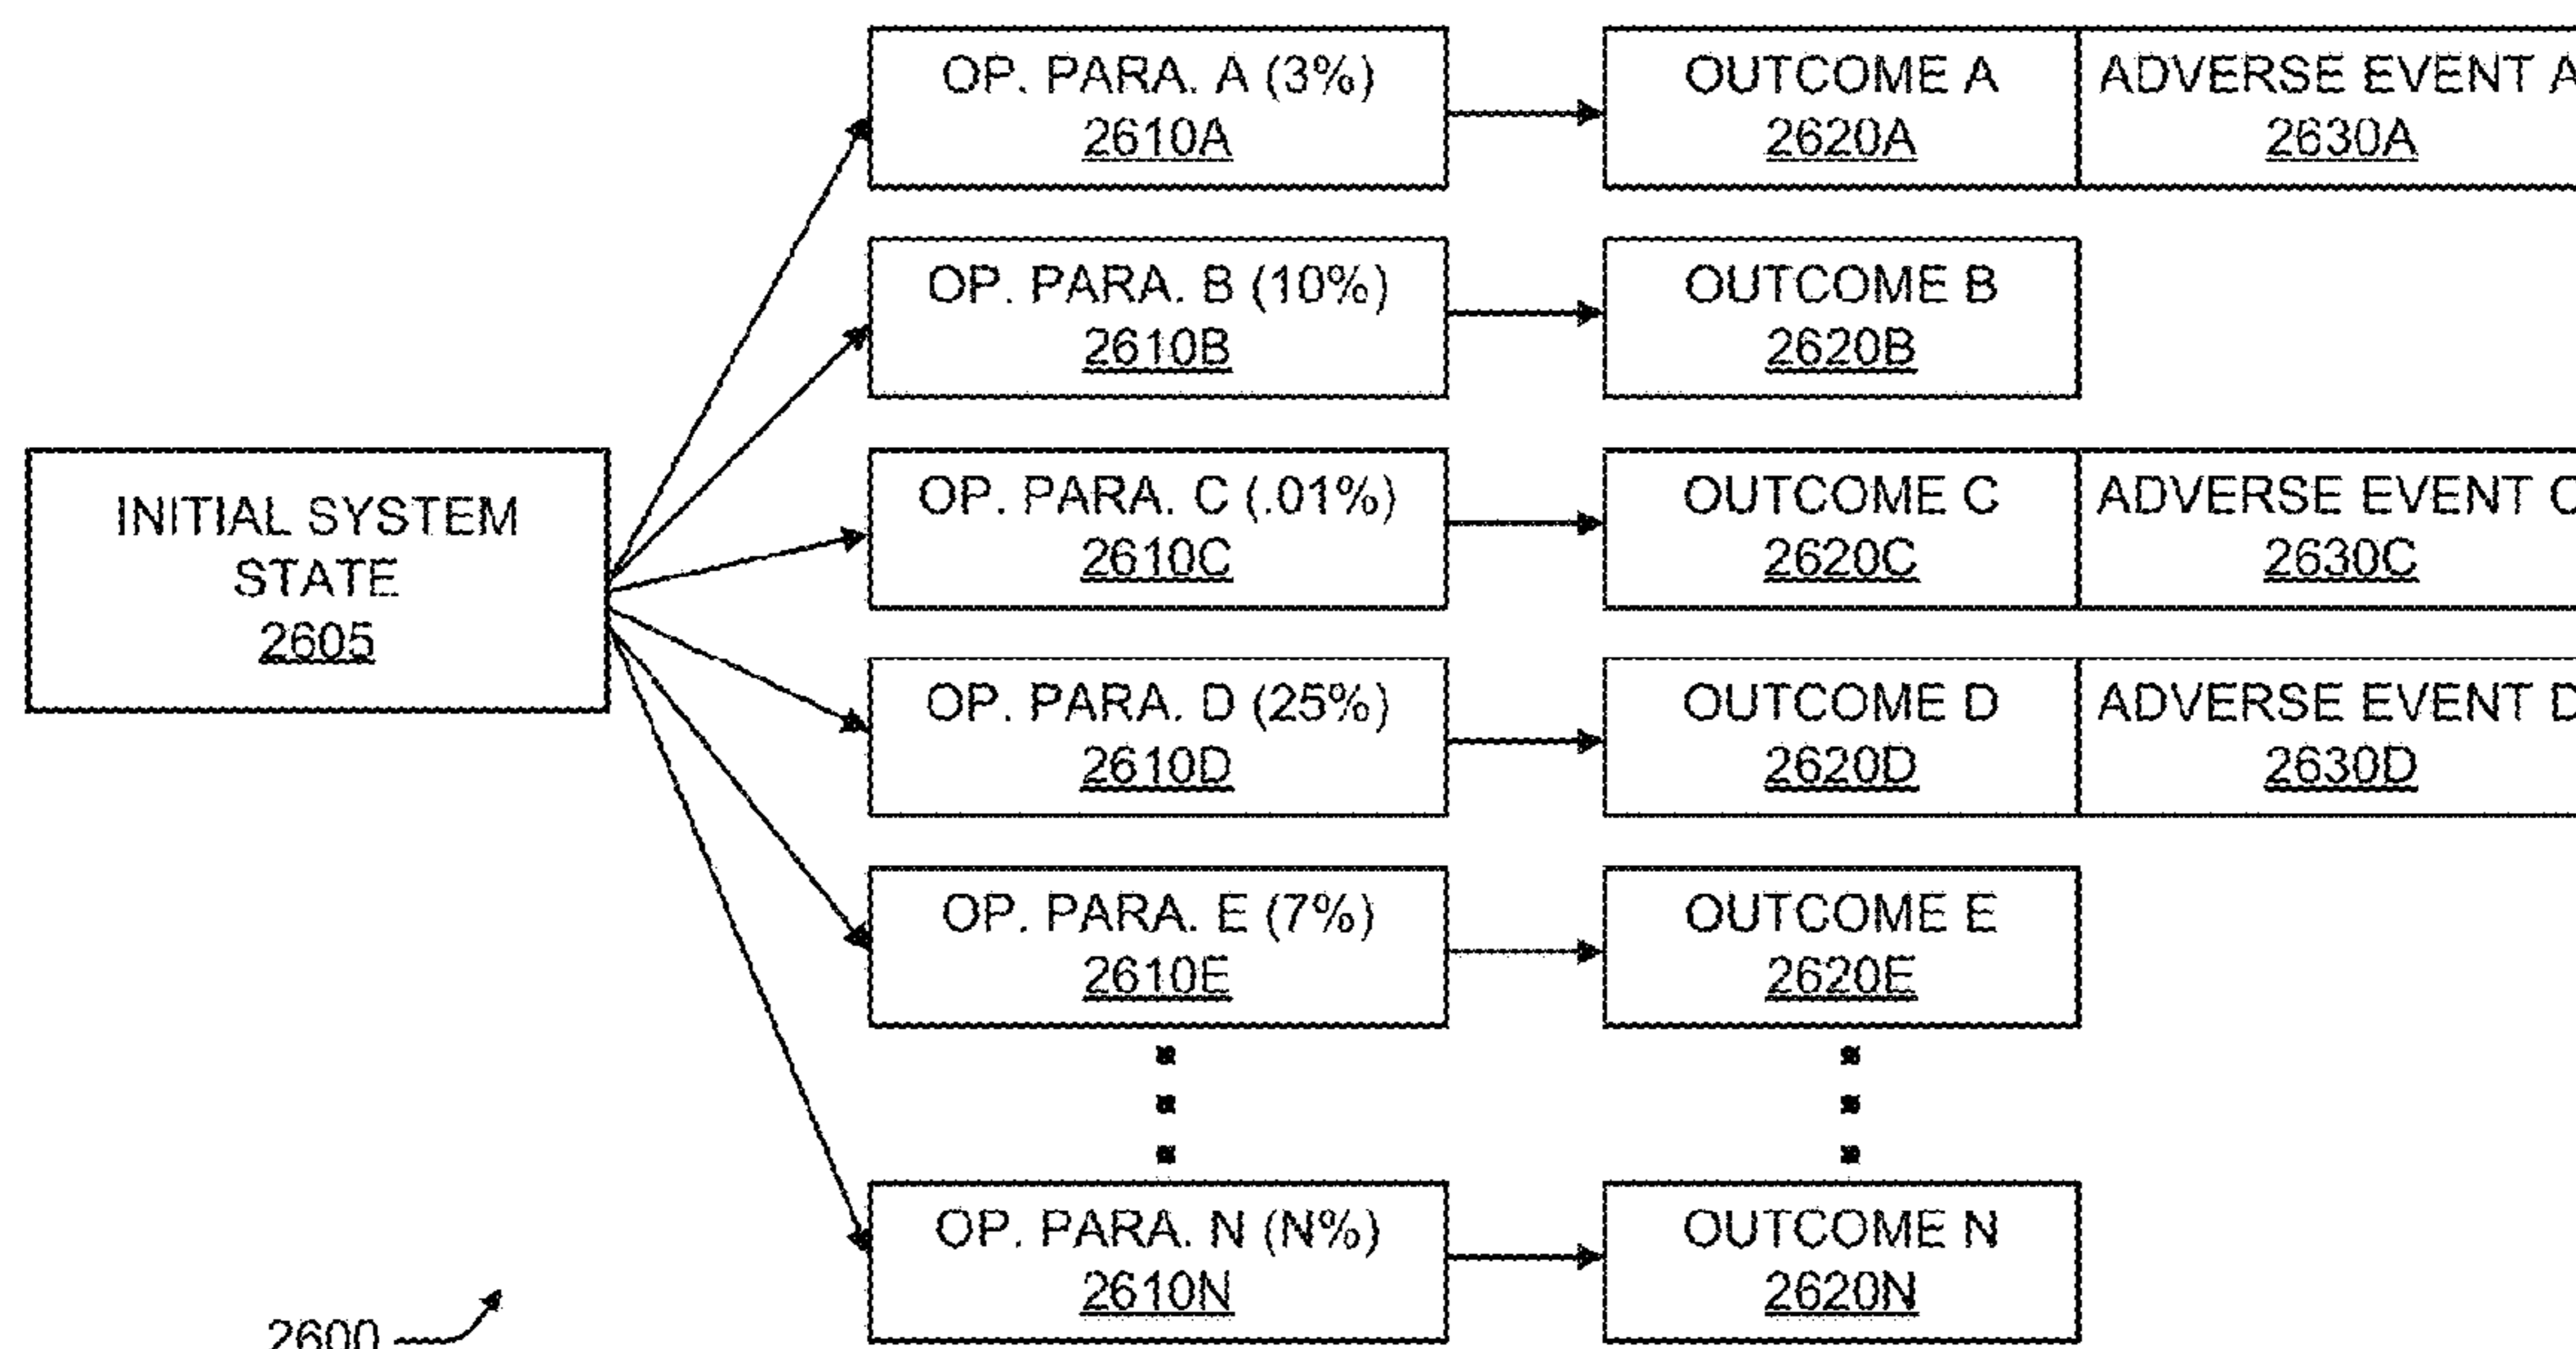 OP. PARA. A (3%)
2610A
OUTCOME A
2620A
ADVERSE EVENT A
2630A
OP. PARA. B (10%)
2610B
OUTCOME B
2620B
INITIAL SYSTEM
STATE
2605
OP. PARA. C (.01%)
2610C
OUTCOME C
2620C
ADVERSE EVENT C
2630C
OP. PARA. D (25%)
2610D
OUTCOME D
2620D
ADVERSE EVENT D
2630D
OP. PARA. E (7%)
2610E
OUTCOME E
2620E
OP. PARA. N (N%)
2610N
OUTCOME N
2620N
2600